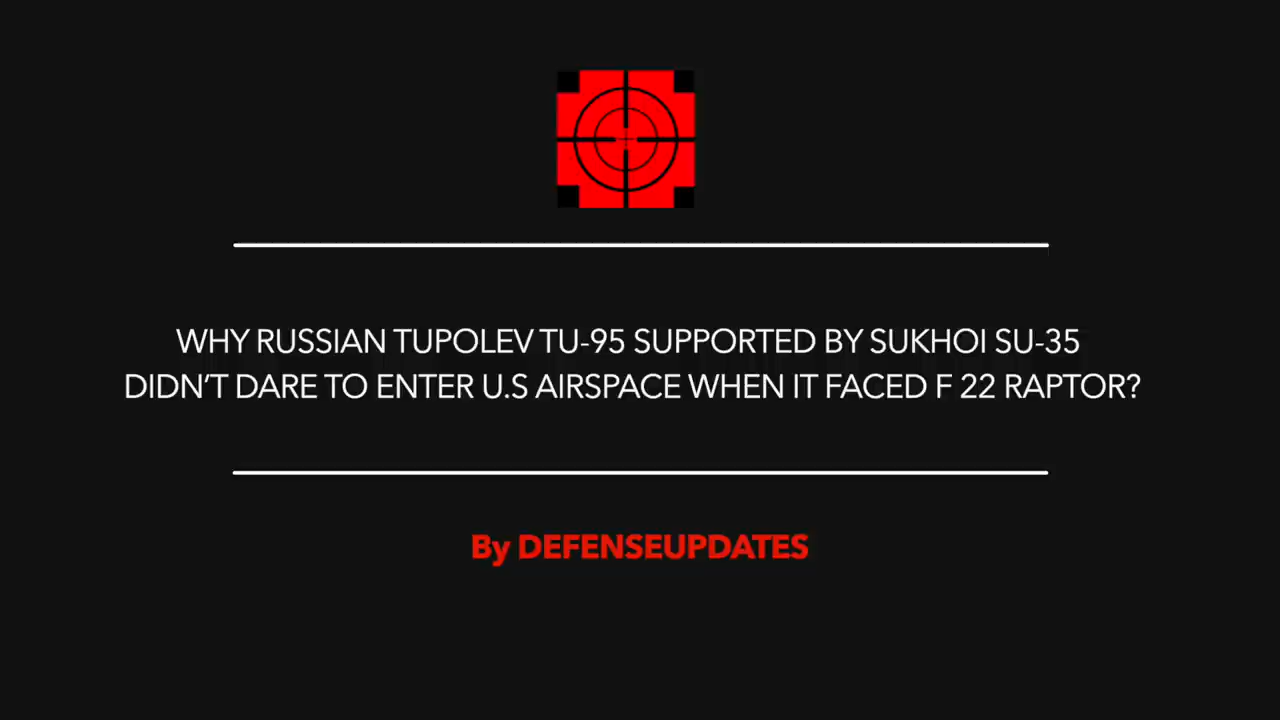 WHY RUSSIAN TUPOLEV TU-95 SUPPORTED BY SUKHOI SU-35
DIDN’T DARE TO ENTER U.S AIRSPACE WHEN IT FACED F 22 RAPTOR?
By DEFENSEUPDATES